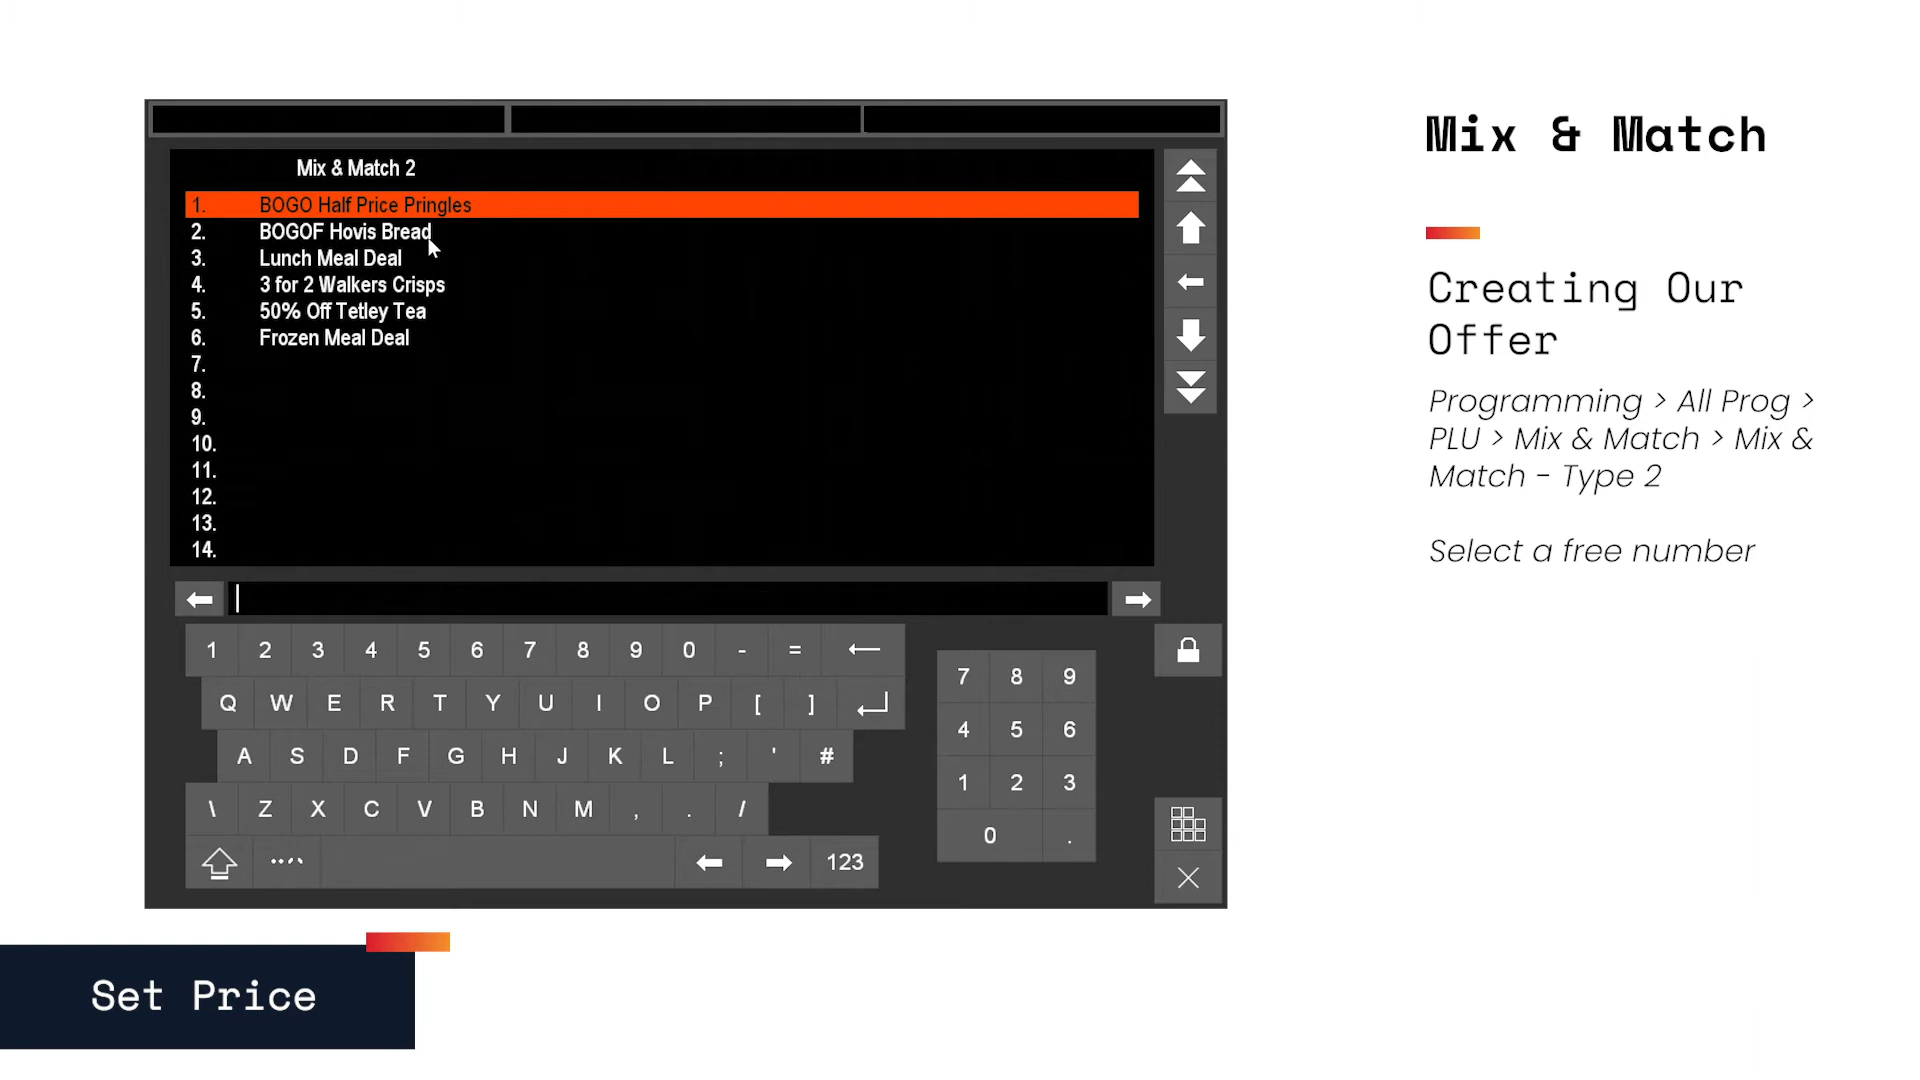 Mix & Match 2
1. BOGO Half Price Pringles
2. BOGOF Hovis Bread
3. Lunch Meal Deal
4. 3 for 2 Walkers Crisps
5. 50% Off Tetley Tea
6. Frozen Meal Deal
7.
8.
9.
10.
11.
12.
13.
14.
1 2 3 4 5 6 7 8 9 0 - =
Q W E R T Y U I O P [ ]
A S D F G H J K L ; ' #
\ Z X C V B N M , . /
123
7 8 9
4 5 6
1 2 3
0 .
Mix & Match
Creating Our
Offer
Programming > All Prog >
PLU > Mix & Match > Mix &
Match - Type 2
Select a free number
Set Price